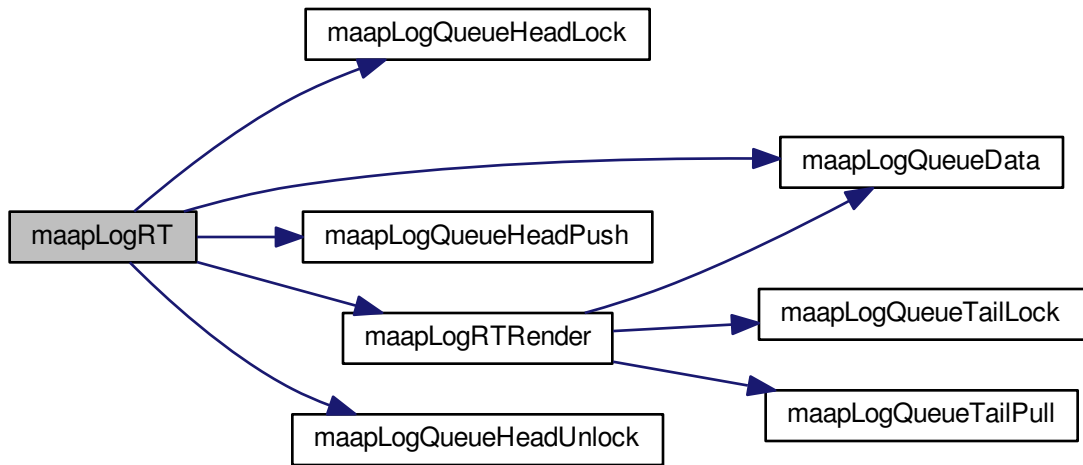 maapLogQueueHeadLock
maapLogQueueData
maapLogRT
maapLogQueueHeadPush
maapLogQueueTailLock
maapLogRTRender
maapLogQueueTailPull
maapLogQueueHeadUnlock